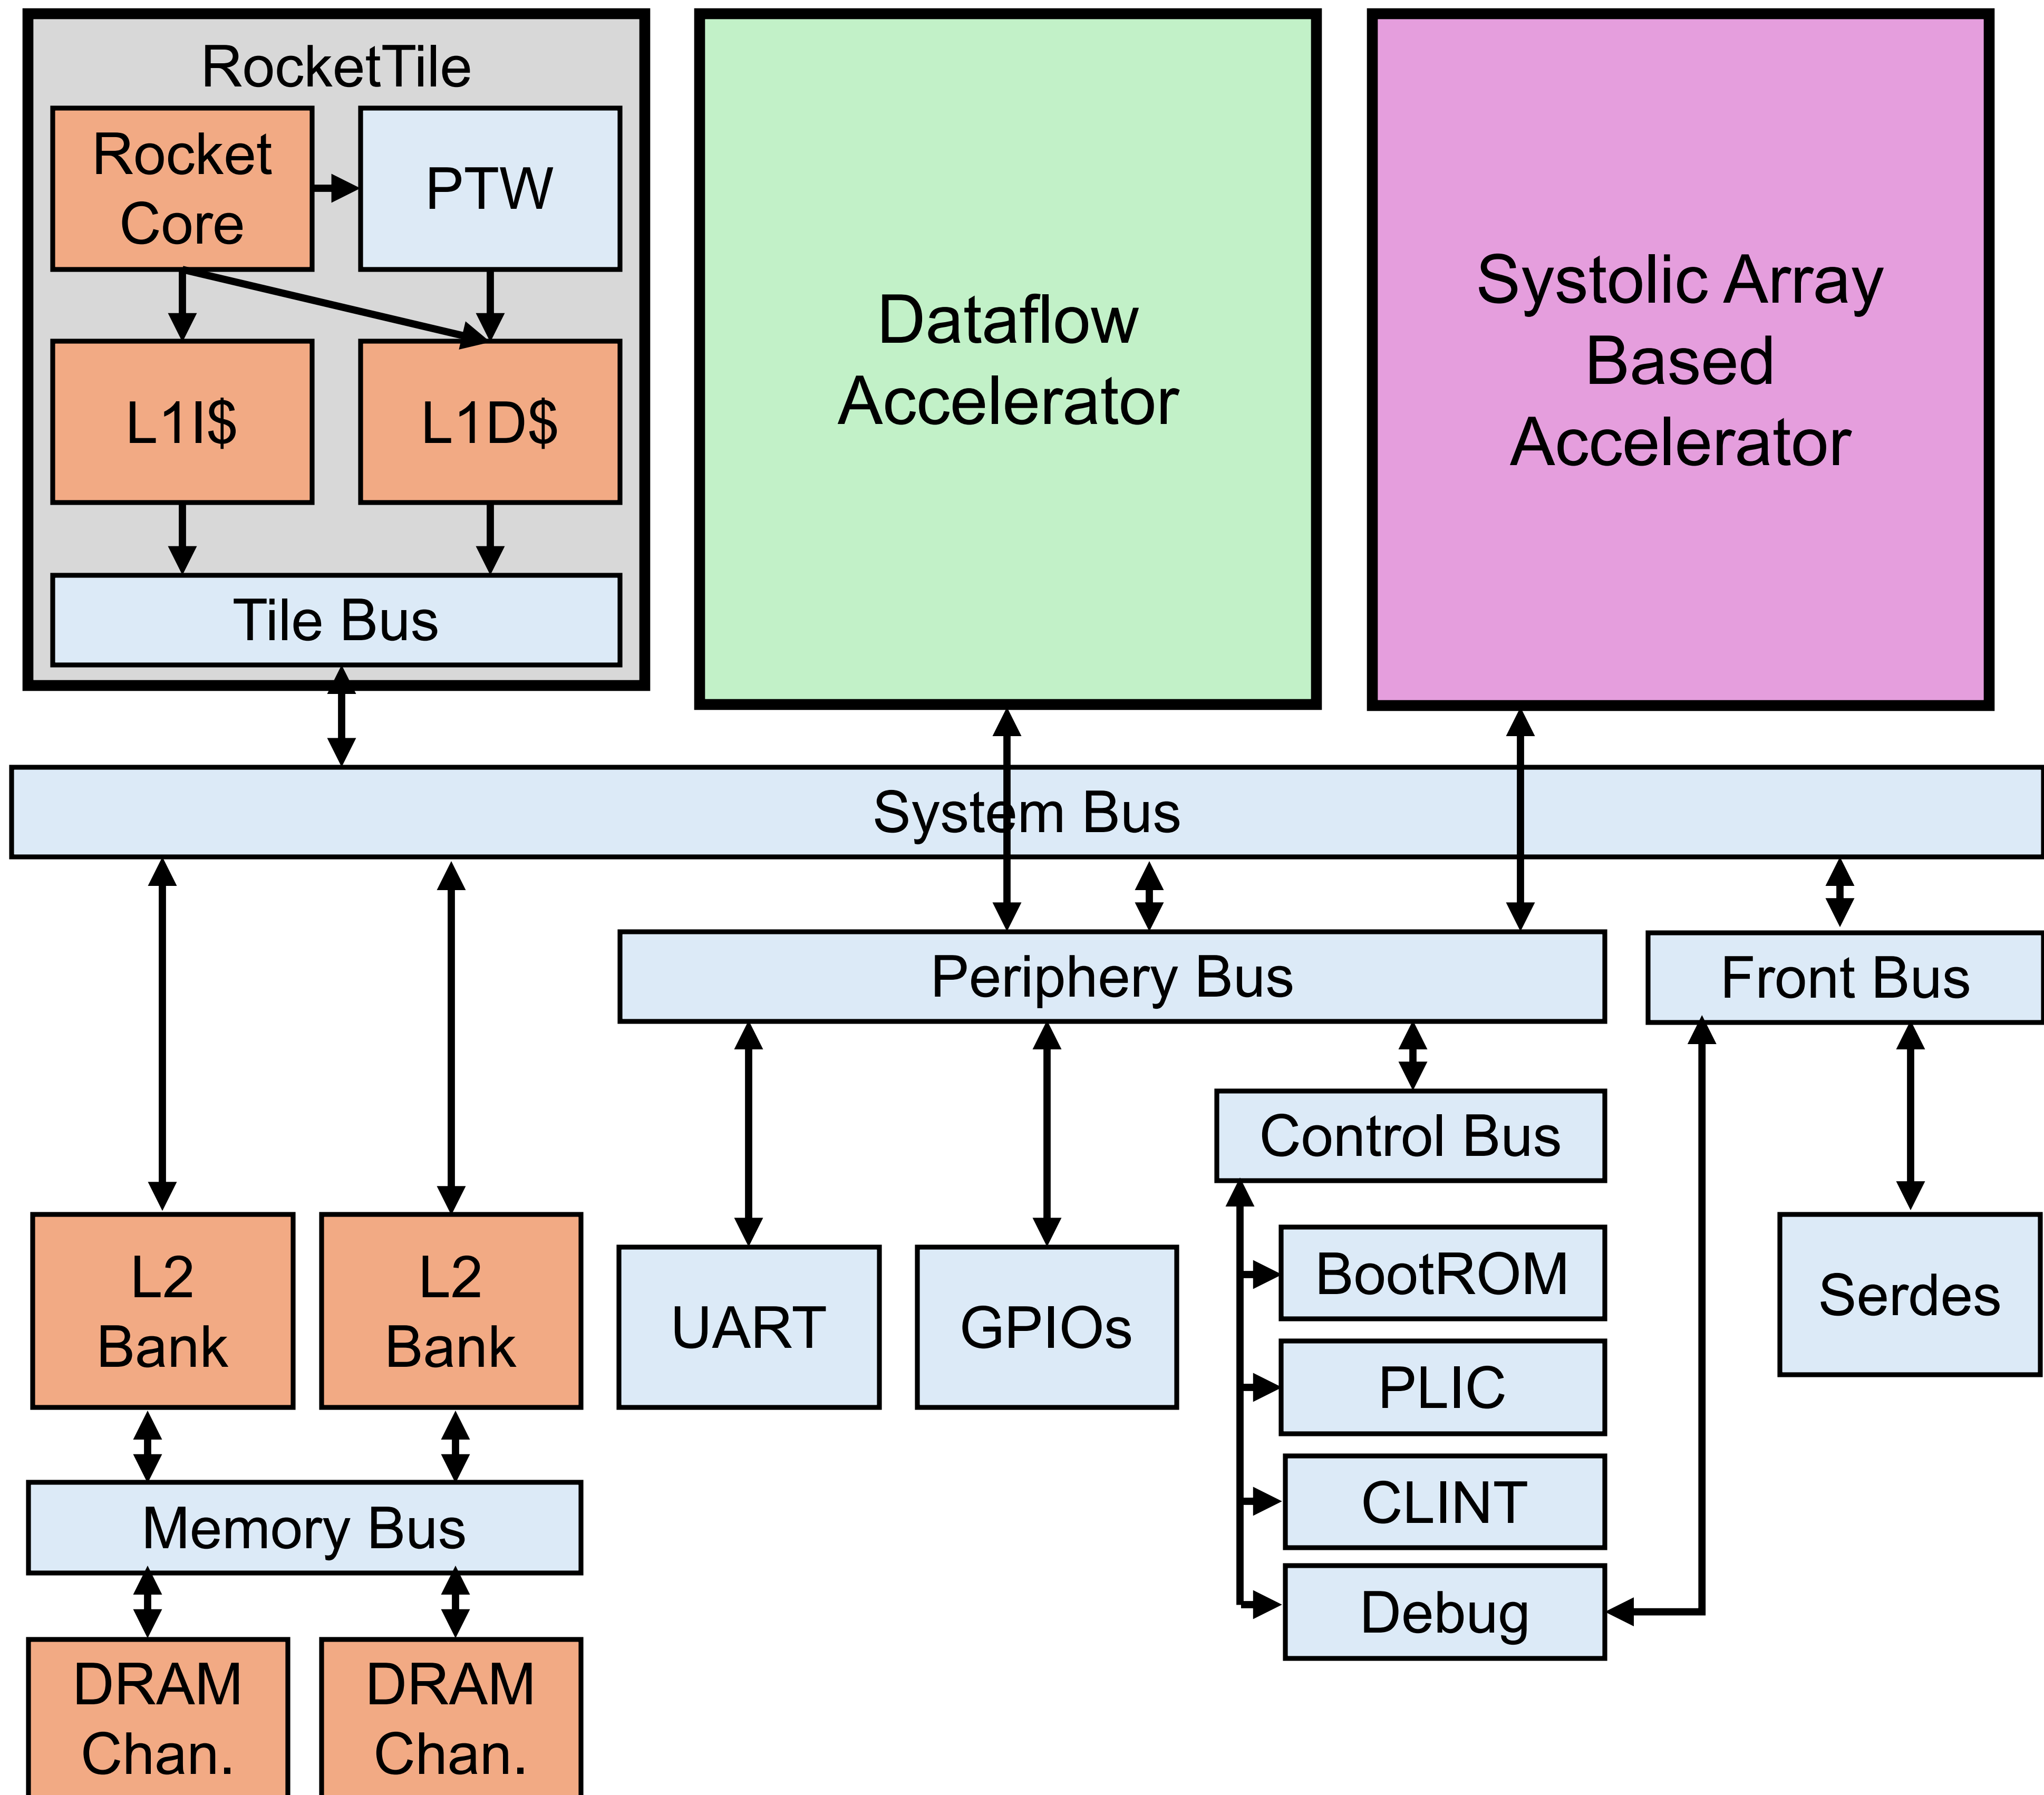 RocketTile
Rocket
Core
PTW
L1I$
L1D$
Tile Bus
Dataflow
Accelerator
Systolic Array
Based
Accelerator
System Bus
Periphery Bus
Front Bus
Control Bus
L2
Bank
L2
Bank
UART
GPIOs
BootROM
PLIC
CLINT
Debug
Serdes
Memory Bus
DRAM
Chan.
DRAM
Chan.